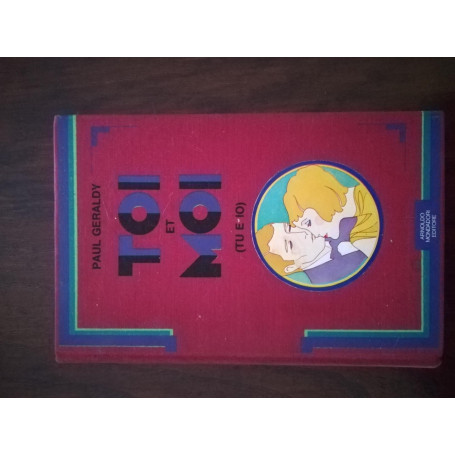 PAUL GERALDY
TOI
ET
MOI
(TU E IO)
ARNOLDO
MONDADORI
EDITORE